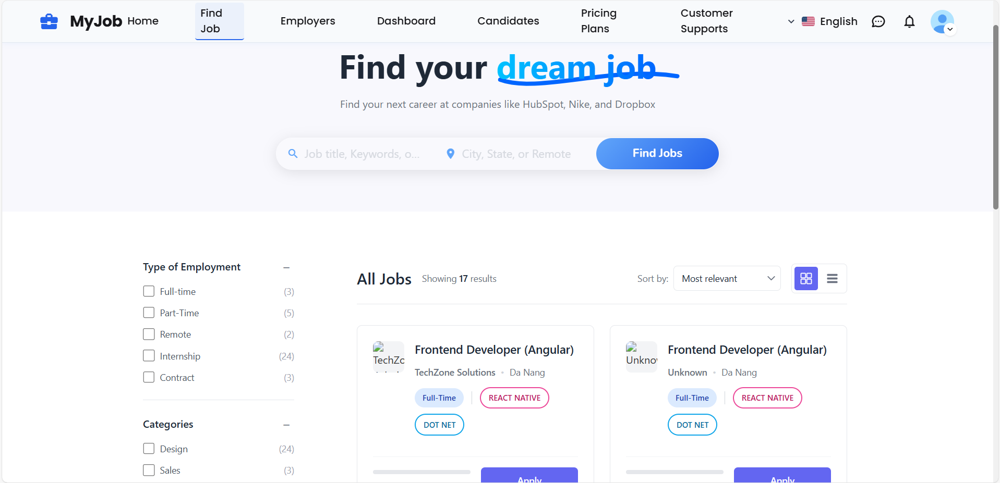 MyJob
Home
Find
Job
Employers
Dashboard
Candidates
Pricing
Plans
Customer
Supports
English
Find your dream job
Find your next career at companies like HubSpot, Nike, and Dropbox
Job title, Keywords, o...
City, State, or Remote
Find Jobs
Type of Employment
Full-time (3)
Part-Time (5)
Remote (2)
Internship (24)
Contract (3)
Categories
Design (24)
Sales (3)
All Jobs Showing 17 results
Sort by: Most relevant
TechZo
Frontend Developer (Angular)
TechZone Solutions • Da Nang
Full-Time
REACT NATIVE
DOT NET
Apply
Unkno
Frontend Developer (Angular)
Unknown • Da Nang
Full-Time
REACT NATIVE
DOT NET
Apply